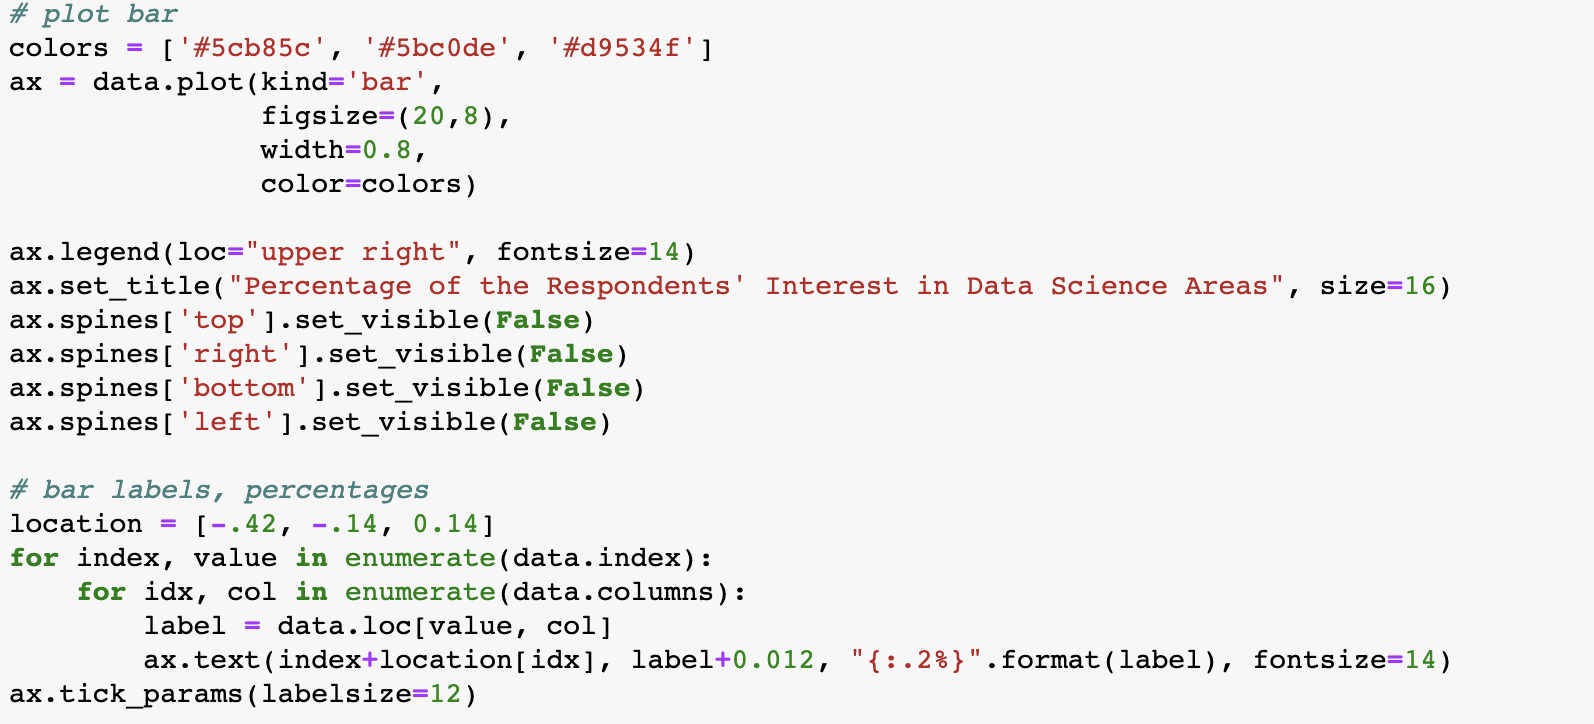 # plot bar
colors = ['#5cb85c', '#5bc0de', '#d9534f']
ax = data.plot(kind='bar',
               figsize=(20,8),
               width=0.8,
               color=colors)

ax.legend(loc="upper right", fontsize=14)
ax.set_title("Percentage of the Respondents' Interest in Data Science Areas", size=16)
ax.spines['top'].set_visible(False)
ax.spines['right'].set_visible(False)
ax.spines['bottom'].set_visible(False)
ax.spines['left'].set_visible(False)

# bar labels, percentages
location = [-.42, -.14, 0.14]
for index, value in enumerate(data.index):
    for idx, col in enumerate(data.columns):
        label = data.loc[value, col]
        ax.text(index+location[idx], label+0.012, "{:.2%}".format(label), fontsize=14)
ax.tick_params(labelsize=12)